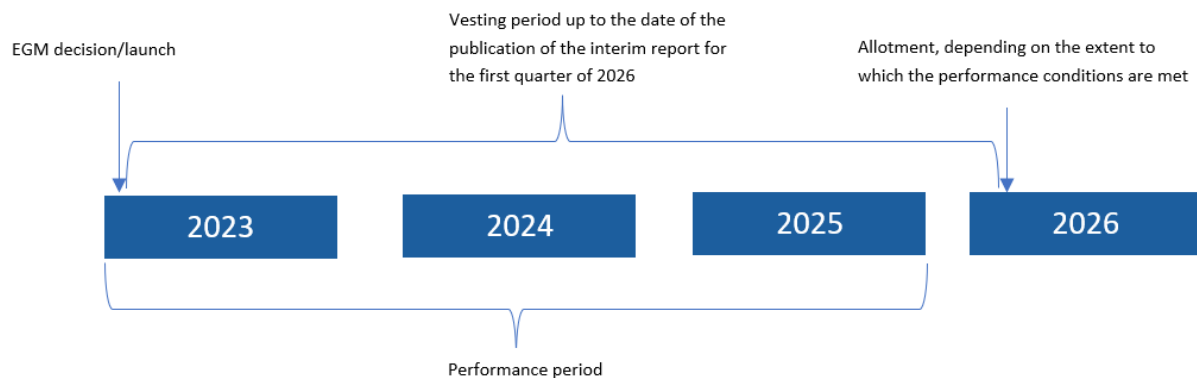 EGM decision/launch
Vesting period up to the date of the
publication of the interim report for
the first quarter of 2026
Allotment, depending on the extent to
which the performance conditions are met
2023
2024
2025
2026
Performance period